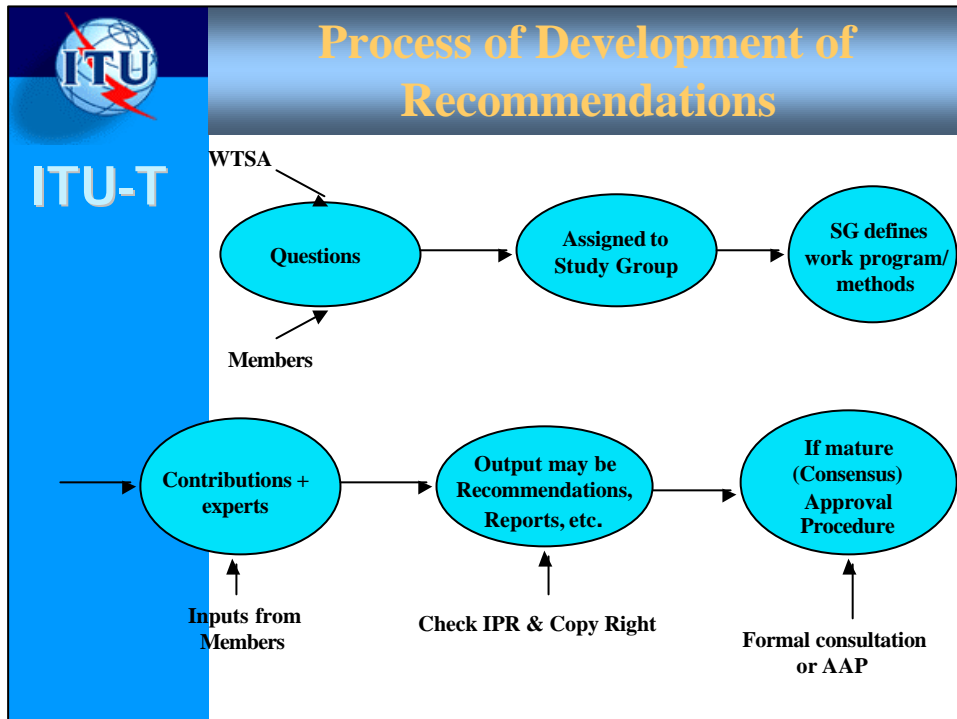 ITU
Process of Development of
Recommendations
ITU-T
WTSA
Questions
Assigned to
Study Group
SG defines
work program/
methods
Members
Contributions +
experts
Output may be
Recommendations,
Reports, etc.
If mature
(Consensus)
Approval
Procedure
Inputs from
Members
Check IPR & Copy Right
Formal consultation
or AAP